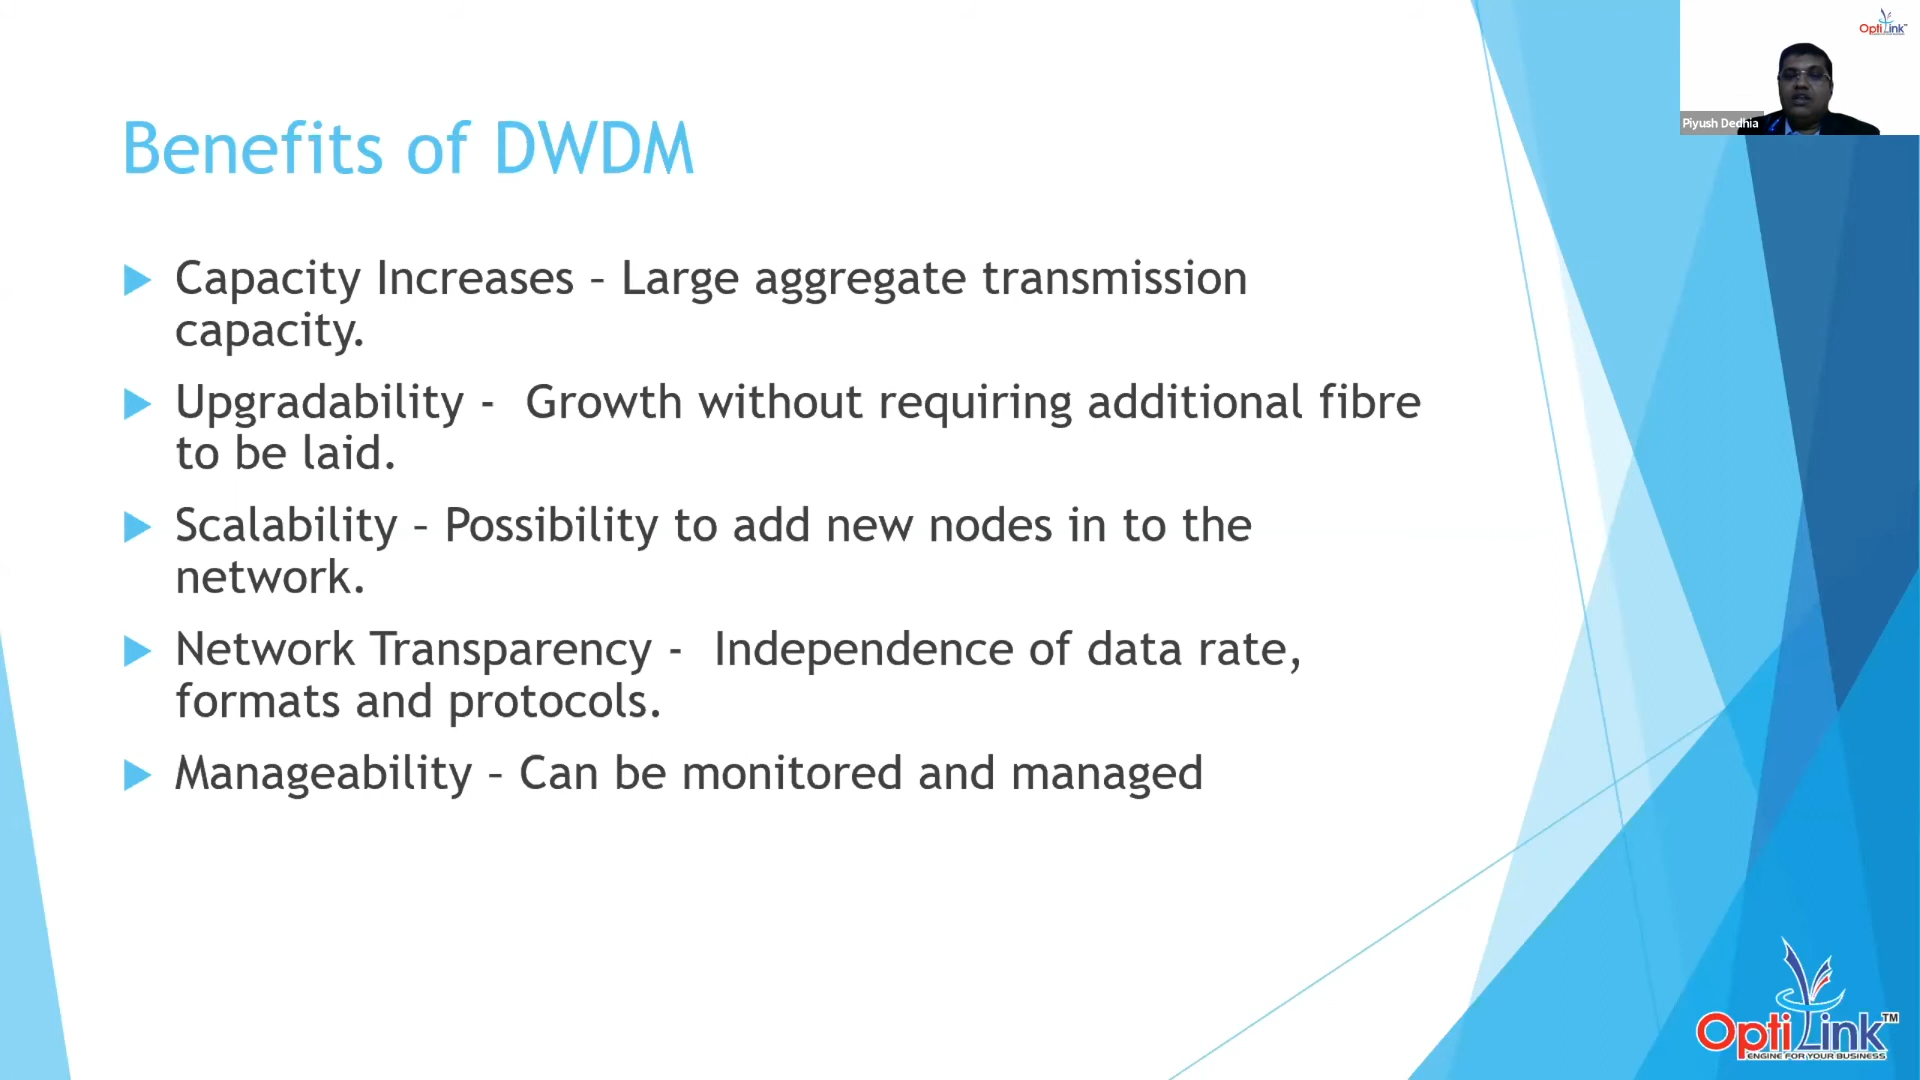 OptiLink™
Piyush Dedhia
Benefits of DWDM
Capacity Increases – Large aggregate transmission
capacity.
Upgradability -  Growth without requiring additional fibre
to be laid.
Scalability – Possibility to add new nodes in to the
network.
Network Transparency -  Independence of data rate,
formats and protocols.
Manageability – Can be monitored and managed
OptiLink™
ENGINE FOR YOUR BUSINESS